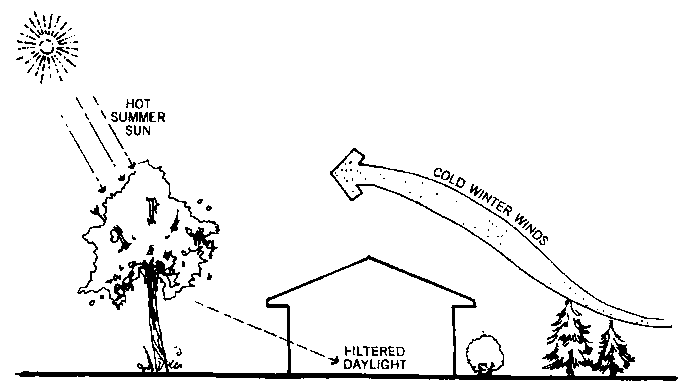 HOT
SUMMER
SUN
COLD WINTER WINDS
FILTERED
DAYLIGHT